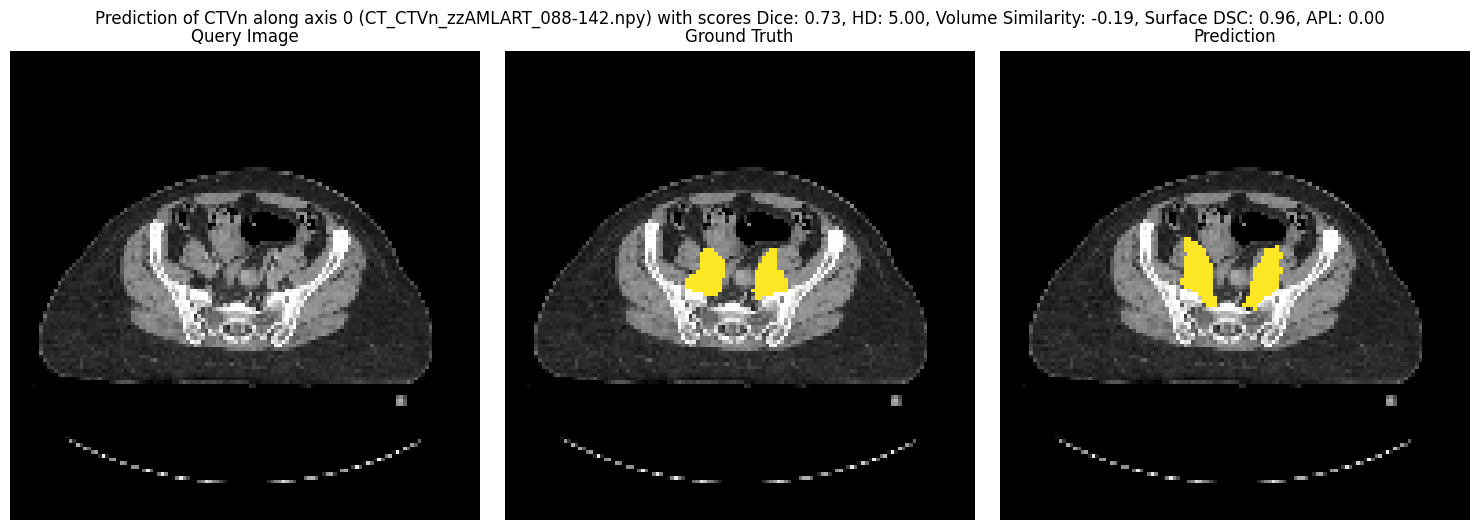 Prediction of CTVn along axis 0 (CT_CTVn_zzAMLART_088-142.npy) with scores Dice: 0.73, HD: 5.00, Volume Similarity: -0.19, Surface DSC: 0.96, APL: 0.00
Query Image
Ground Truth
Prediction